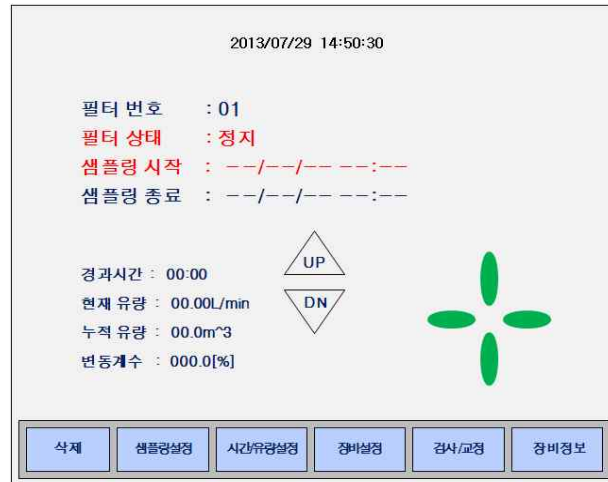 2013/07/29 14:50:30
필터 번호 : 01
필터 상태 : 정지
샘플링 시작 : --/--/-- --:--
샘플링 종료 : --/--/-- --:--
UP
DN
경과시간 : 00:00
현재 유량 : 00.00L/min
누적 유량 : 00.0m^3
변동계수 : 000.0[%]
삭제 샘플링설정 시간/유량설정 장비설정 검사/교정 장비정보